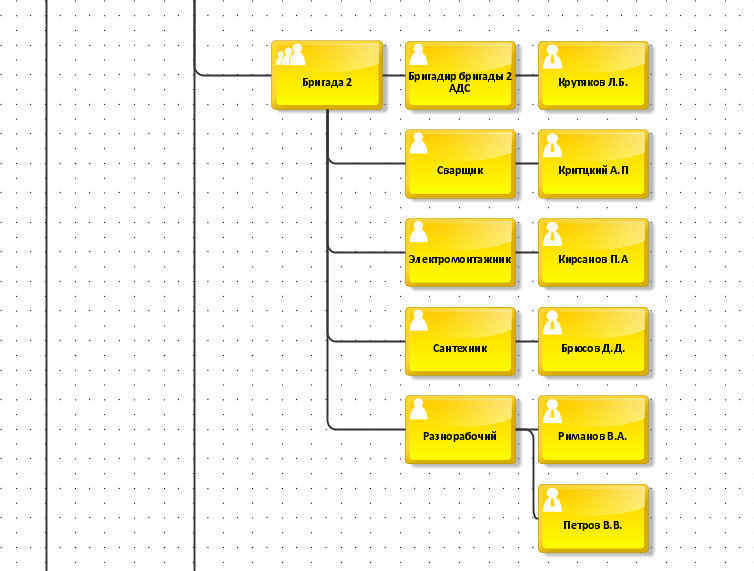 Бригада 2
Бригадир бригады 2
АДС
Крутяков Л.Б.
Сварщик
Критцкий А.П
Электромонтажник
Кирсанов П.А
Сантехник
Брюсов Д.Д.
Разнорабочий
Риманов В.А.
Петров В.В.